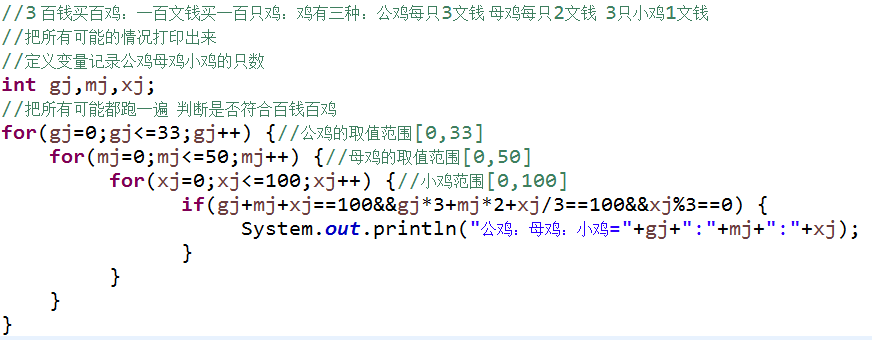 //3 百钱买百鸡：一百文钱买一百只鸡：鸡有三种：公鸡每只3文钱 母鸡每只2文钱 3只小鸡1文钱
//把所有可能的情况打印出来
//定义变量记录公鸡母鸡小鸡的只数
int gj,mj,xj;
//把所有可能都跑一遍 判断是否符合百钱百鸡
for(gj=0;gj<=33;gj++) {//公鸡的取值范围[0,33]
    for(mj=0;mj<=50;mj++) {//母鸡的取值范围[0,50]
        for(xj=0;xj<=100;xj++) {//小鸡范围[0,100]
            if(gj+mj+xj==100&&gj*3+mj*2+xj/3==100&&xj%3==0) {
                System.out.println("公鸡：母鸡：小鸡="+gj+":"+mj+":"+xj);
            }
        }
    }
}